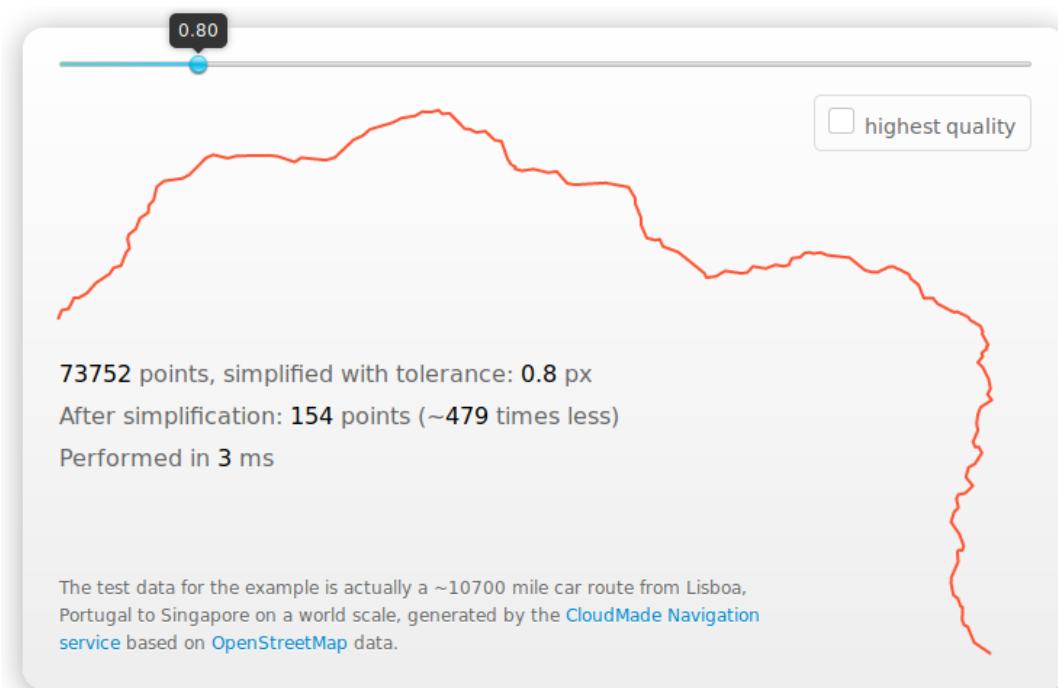 0.80
highest quality
73752 points, simplified with tolerance: 0.8 px
After simplification: 154 points (~479 times less)
Performed in 3 ms
The test data for the example is actually a ~10700 mile car route from Lisboa,
Portugal to Singapore on a world scale, generated by the CloudMade Navigation
service based on OpenStreetMap data.